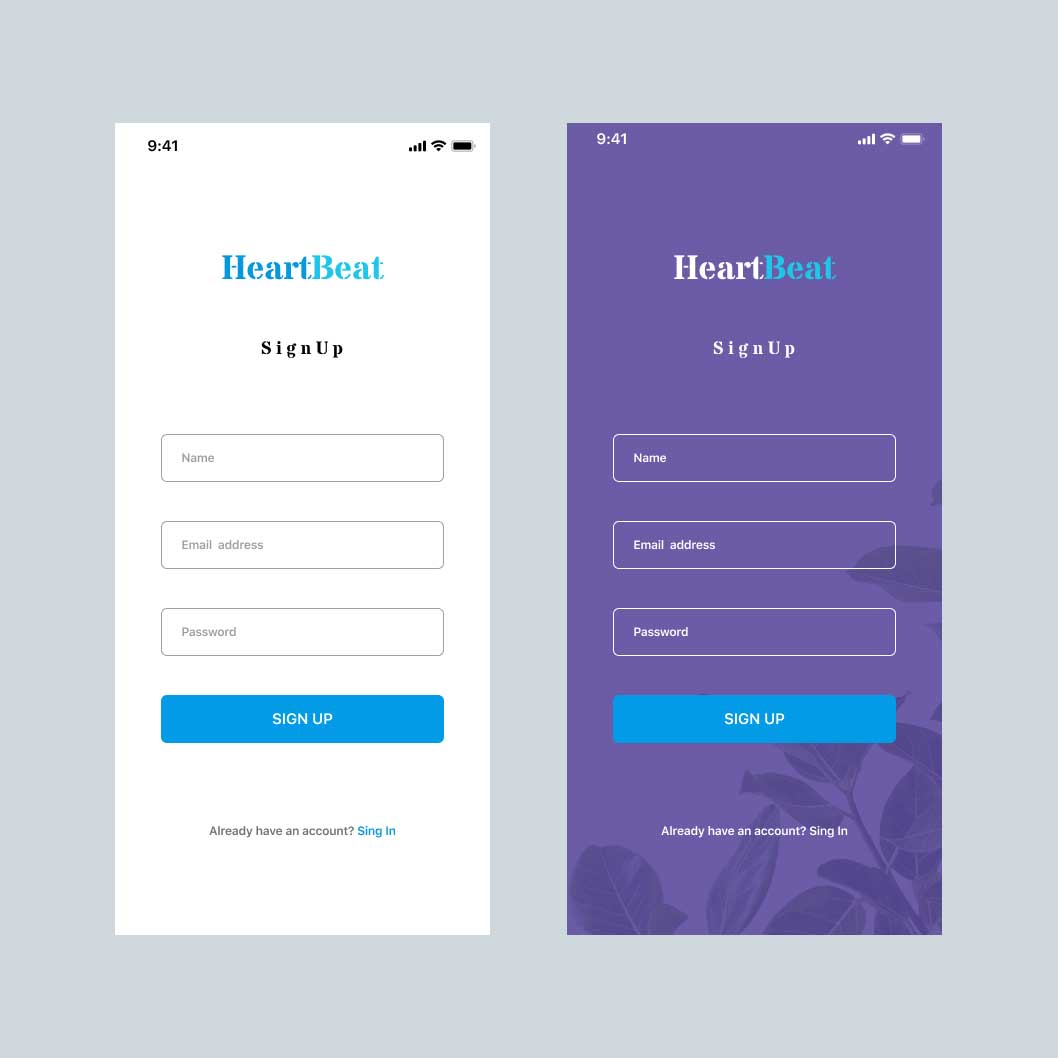 9:41
HeartBeat
SignUp
Name
Email address
Password
SIGN UP
Already have an account? Sing In
9:41
HeartBeat
SignUp
Name
Email address
Password
SIGN UP
Already have an account? Sing In